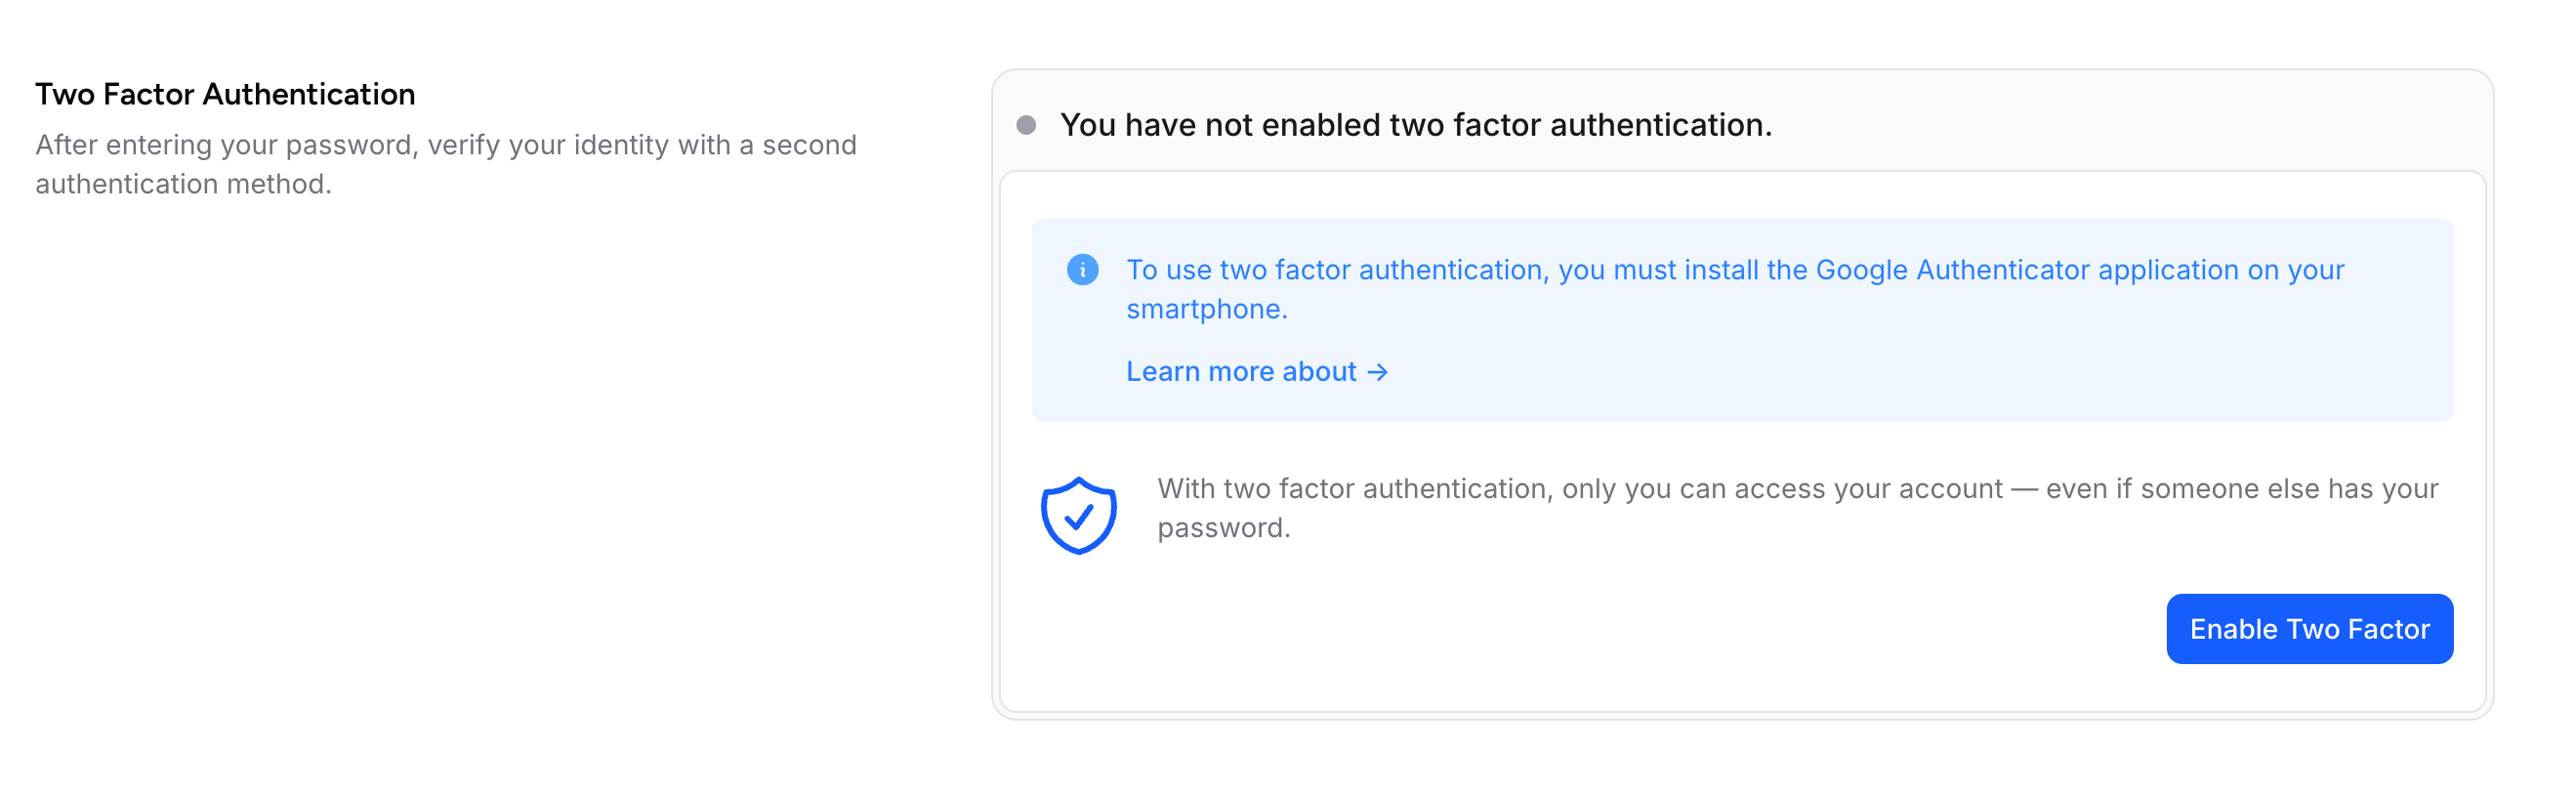 Two Factor Authentication
After entering your password, verify your identity with a second
authentication method.
You have not enabled two factor authentication.
To use two factor authentication, you must install the Google Authenticator application on your
smartphone.
Learn more about →
With two factor authentication, only you can access your account — even if someone else has your
password.
Enable Two Factor